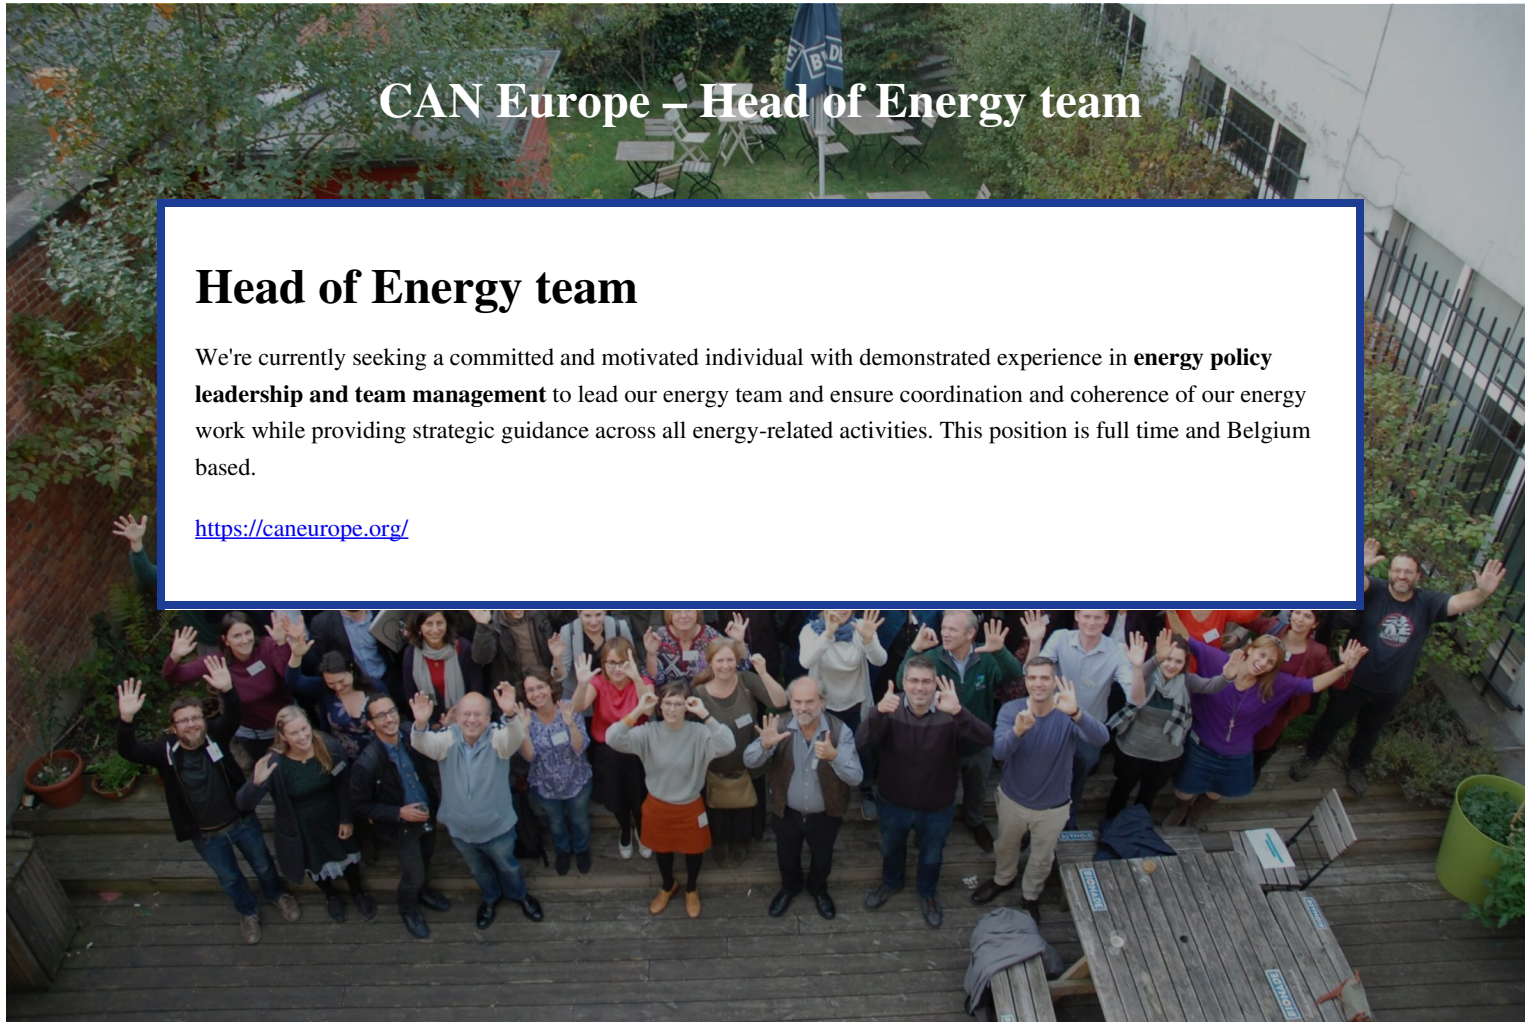 CAN Europe – Head of Energy team
Head of Energy team
We're currently seeking a committed and motivated individual with demonstrated experience in energy policy
leadership and team management to lead our energy team and ensure coordination and coherence of our energy
work while providing strategic guidance across all energy-related activities. This position is full time and Belgium
based.
https://caneurope.org/